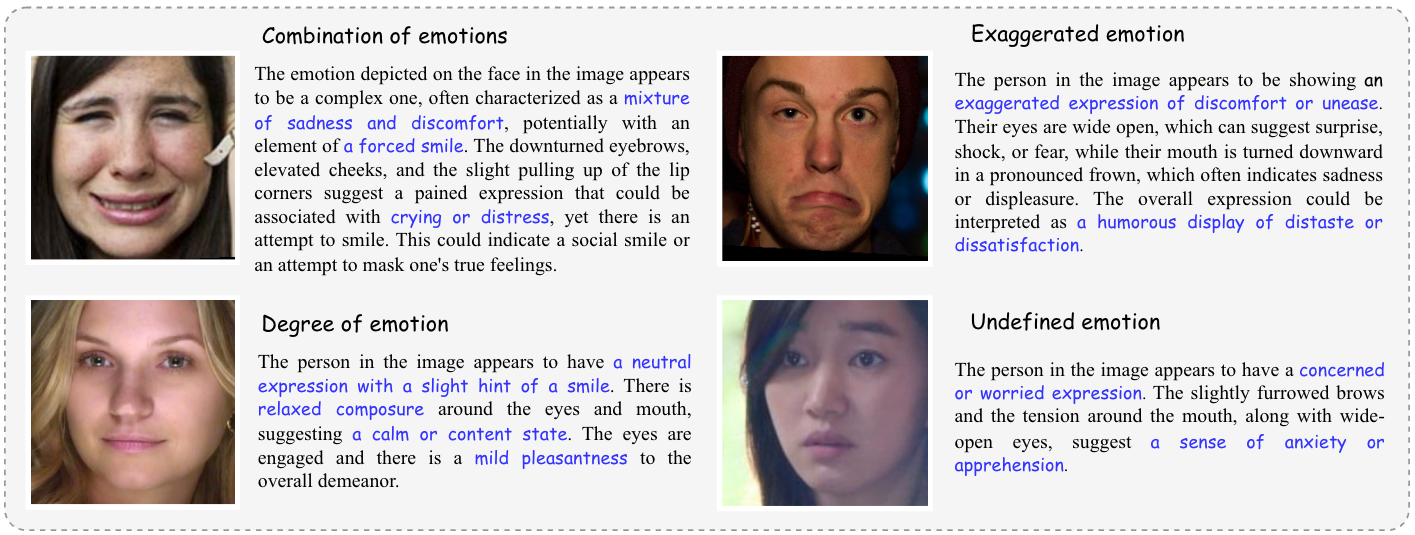 Combination of emotions
The emotion depicted on the face in the image appears
to be a complex one, often characterized as a mixture
of sadness and discomfort, potentially with an
element of a forced smile. The downturned eyebrows,
elevated cheeks, and the slight pulling up of the lip
corners suggest a pained expression that could be
associated with crying or distress, yet there is an
attempt to smile. This could indicate a social smile or
an attempt to mask one's true feelings.
Exaggerated emotion
The person in the image appears to be showing an
exaggerated expression of discomfort or unease.
Their eyes are wide open, which can suggest surprise,
shock, or fear, while their mouth is turned downward
in a pronounced frown, which often indicates sadness
or displeasure. The overall expression could be
interpreted as a humorous display of distaste or
dissatisfaction.
Degree of emotion
The person in the image appears to have a neutral
expression with a slight hint of a smile. There is
relaxed composure around the eyes and mouth,
suggesting a calm or content state. The eyes are
engaged and there is a mild pleasantness to the
overall demeanor.
Undefined emotion
The person in the image appears to have a concerned
or worried expression. The slightly furrowed brows
and the tension around the mouth, along with wide-
open eyes, suggest a sense of anxiety or
apprehension.